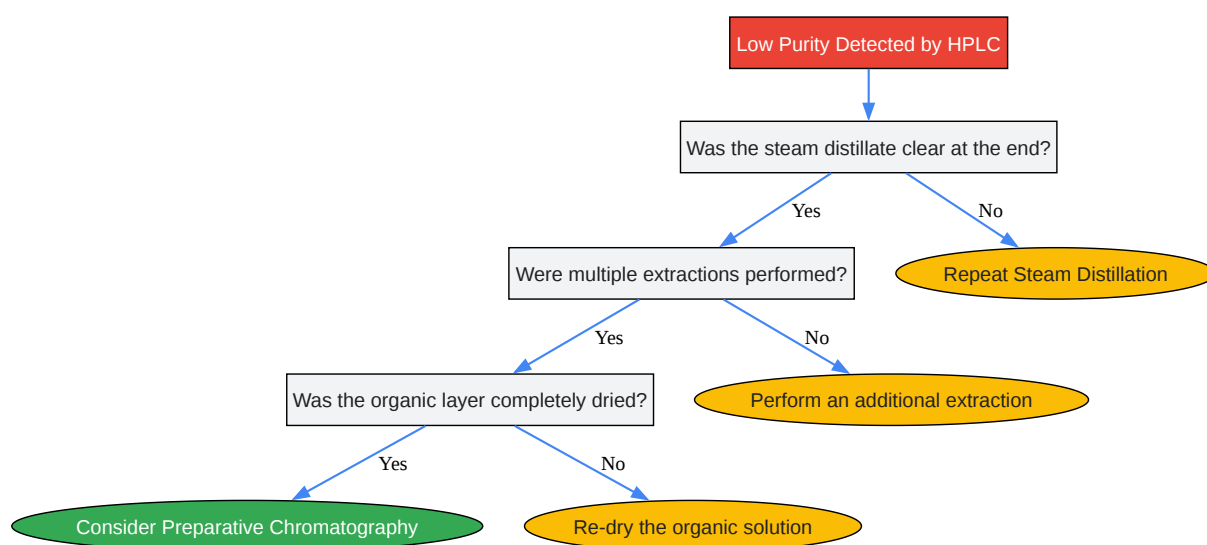 Low Purity Detected by HPLC
Was the steam distillate clear at the end?
Yes
No
Were multiple extractions performed?
Repeat Steam Distillation
Yes
No
Was the organic layer completely dried?
Perform an additional extraction
Yes
No
Consider Preparative Chromatography
Re-dry the organic solution